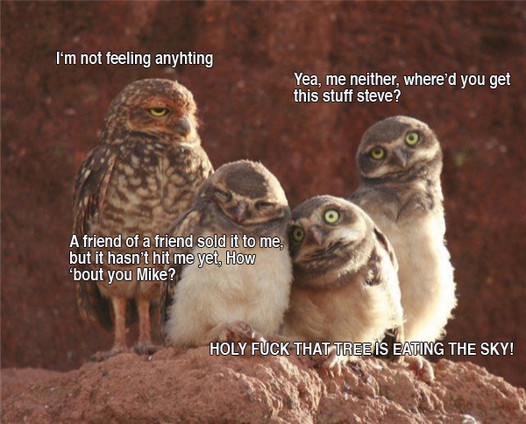 I'm not feeling anyhting
Yea, me neither, where'd you get
this stuff steve?
A friend of a friend sold it to me,
but it hasn't hit me yet, How
'bout you Mike?
HOLY FUCK THAT TREE IS EATING THE SKY!